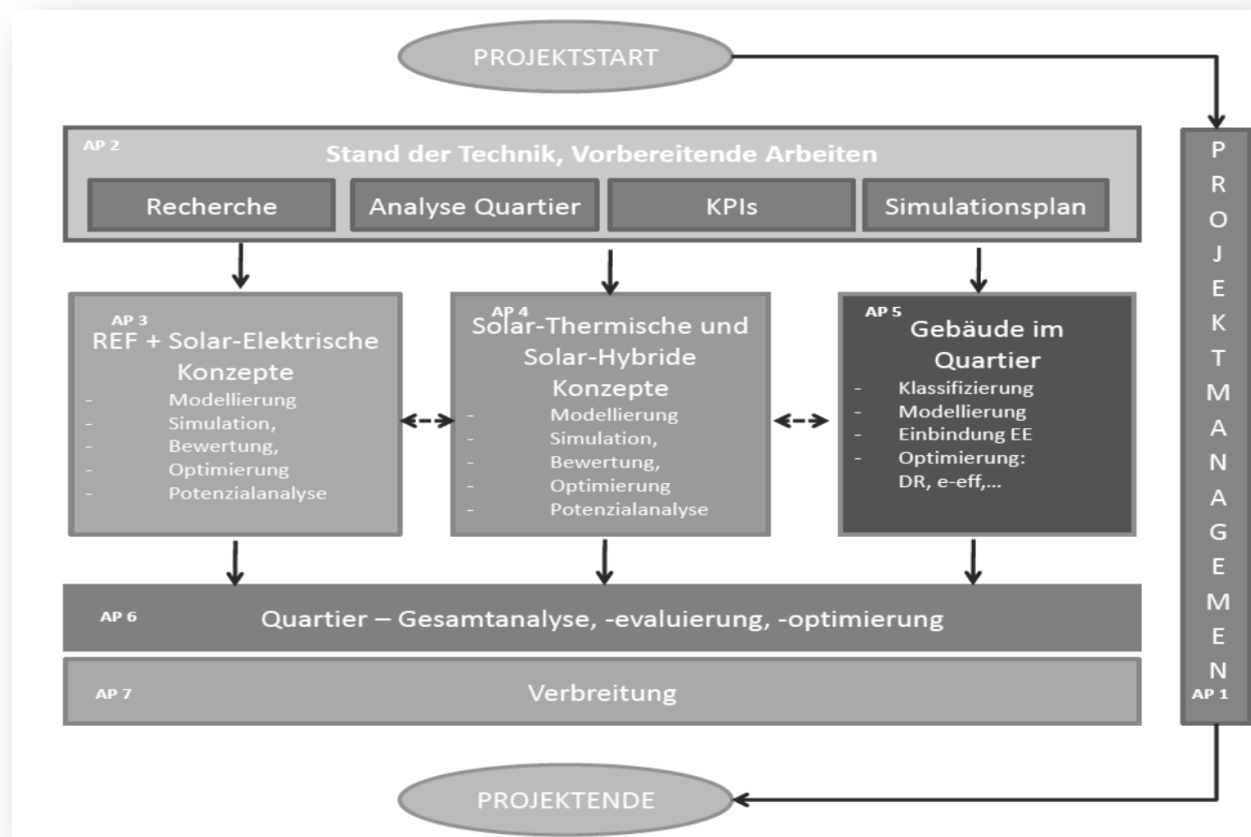 PROJEKTSTART
AP 2
Stand der Technik, Vorbereitende Arbeiten
Recherche
Analyse Quartier
KPIs
Simulationsplan
AP 3
REF + Solar-Elektrische
Konzepte
- Modellierung
- Simulation,
- Bewertung,
- Optimierung
- Potenzialanalyse
AP 4
Solar-Thermische und
Solar-Hybride
Konzepte
- Modellierung
- Simulation,
- Bewertung,
- Optimierung
- Potenzialanalyse
AP 5
Gebäude im
Quartier
- Klassifizierung
- Modellierung
- Einbindung EE
- Optimierung:
DR, e-eff,...
AP 6
Quartier – Gesamtanalyse, -evaluierung, -optimierung
AP 7
Verbreitung
PROJEKTMANAGEMEN
AP 1
PROJEKTENDE